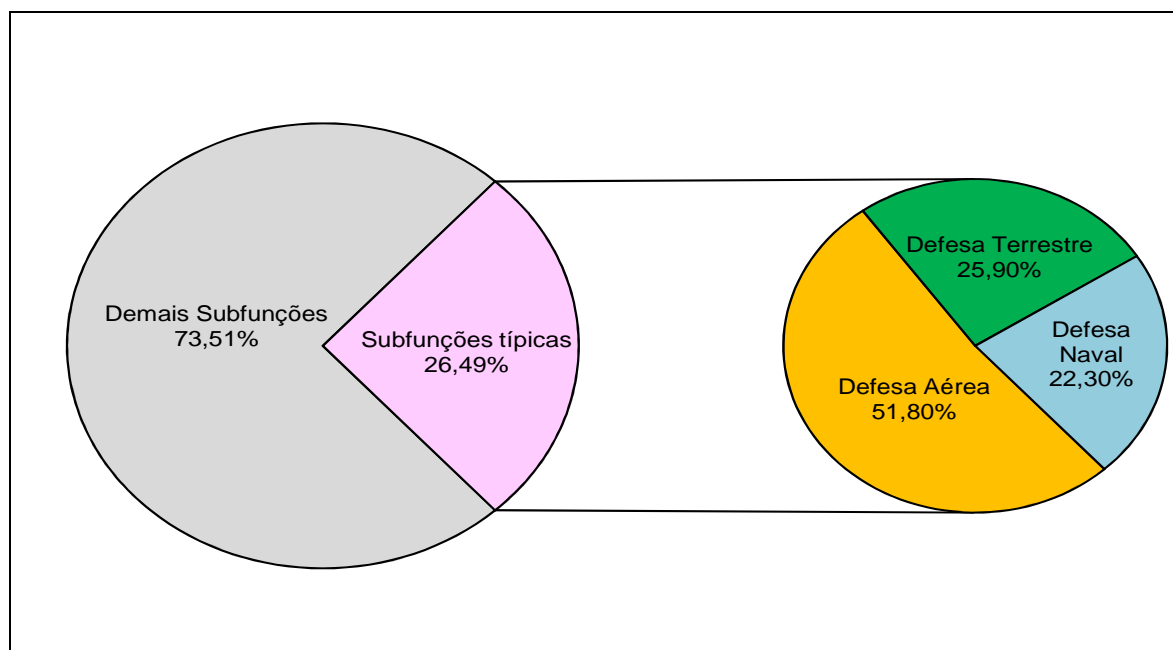 Demais Subfunções
73,51%
Subfunções típicas
26,49%
Defesa Terrestre
25,90%
Defesa
Naval
22,30%
Defesa Aérea
51,80%